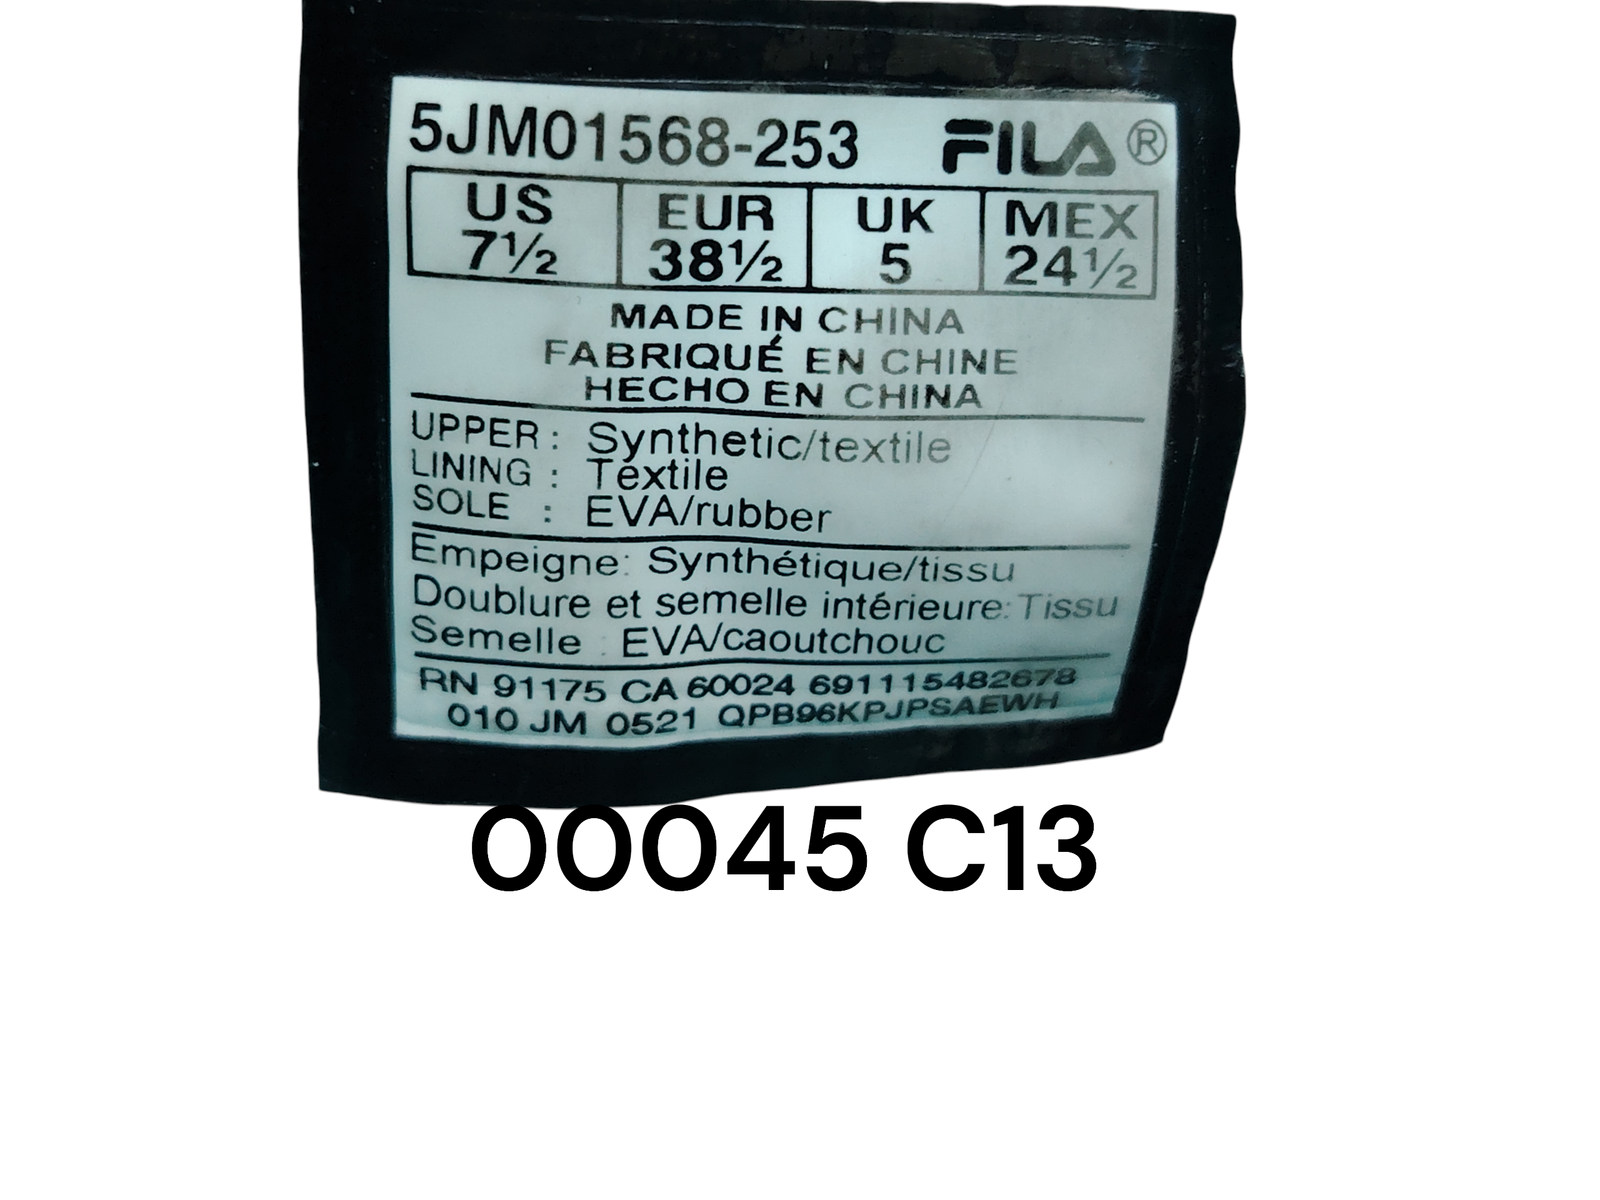 5JM01568-253 FILA®
US EUR UK MEX
7½ 38½ 5 24½
MADE IN CHINA
FABRIQUÉ EN CHINE
HECHO EN CHINA
UPPER : Synthetic/textile
LINING : Textile
SOLE : EVA/rubber
Empeigne: Synthétique/tissu
Doublure et semelle intérieure: Tissu
Semelle : EVA/caoutchouc
RN 91175 CA 60024 691115482678
010 JM 0521 QPB96KPJPSAEWH
00045 C13